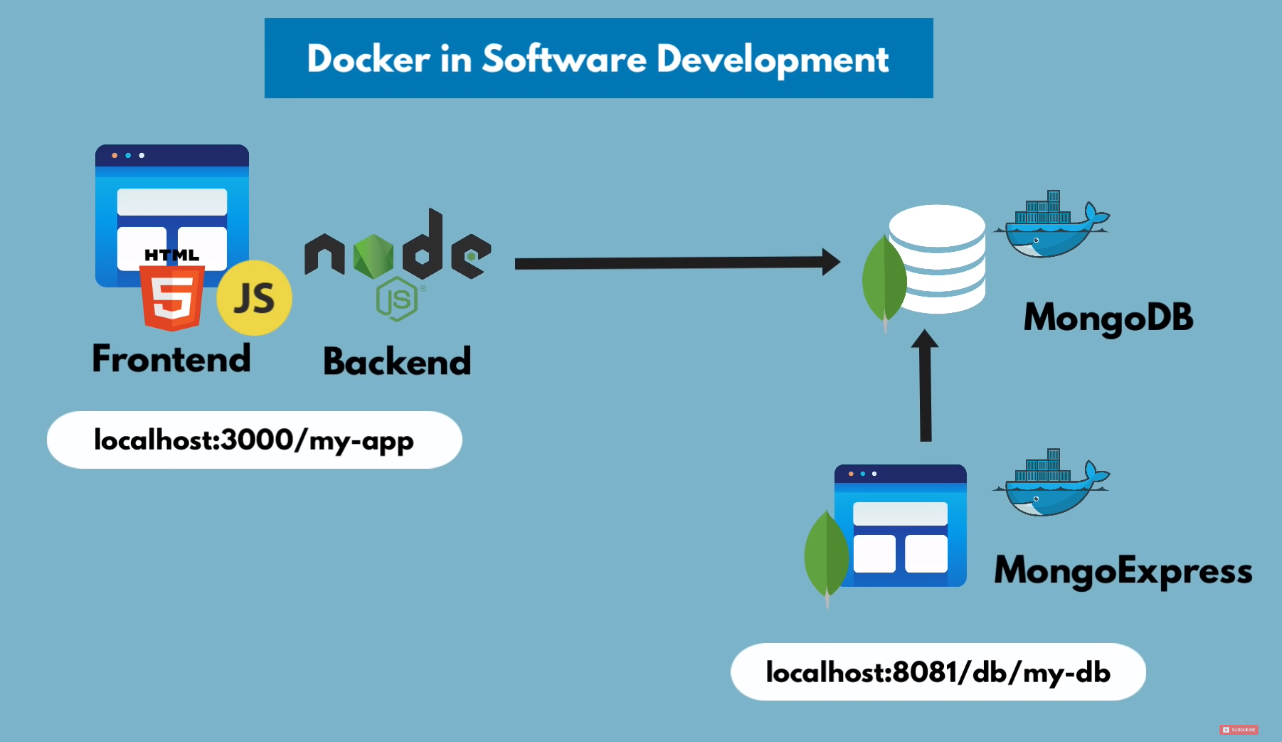 Docker in Software Development
HTML
JS
node
JS
Frontend
Backend
MongoDB
localhost:3000/my-app
MongoExpress
localhost:8081/db/my-db
SUBSCRIBE